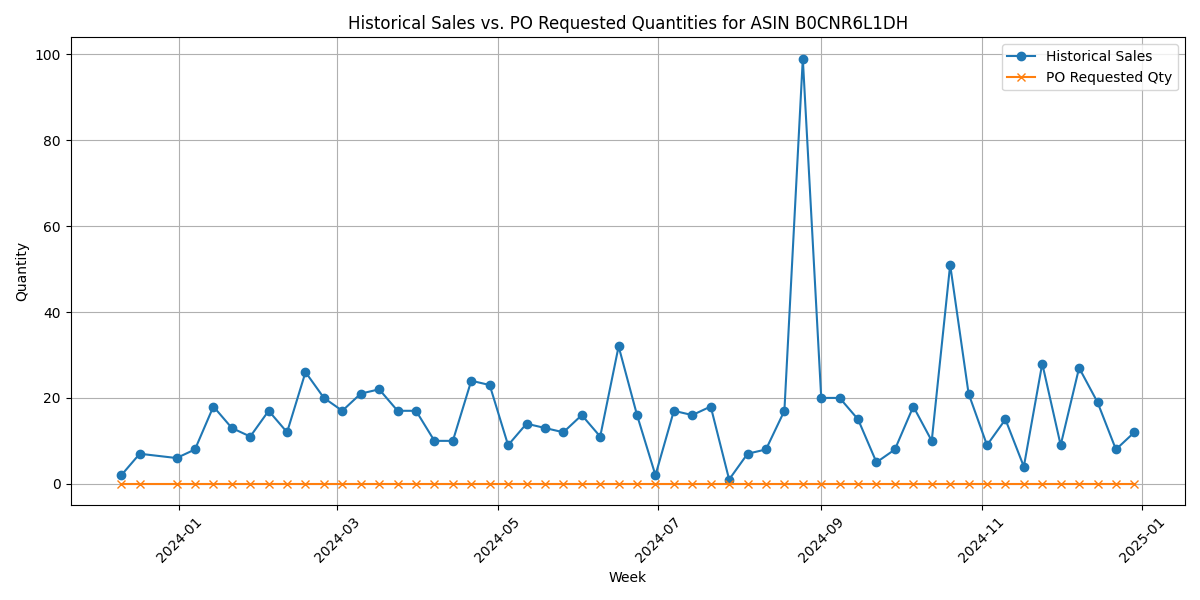 Historical Sales vs. PO Requested Quantities for ASIN B0CNR6L1DH
Historical Sales
PO Requested Qty
Quantity
100
80
60
40
20
0
2024-01
2024-03
2024-05
2024-07
2024-09
2024-11
2025-01
Week